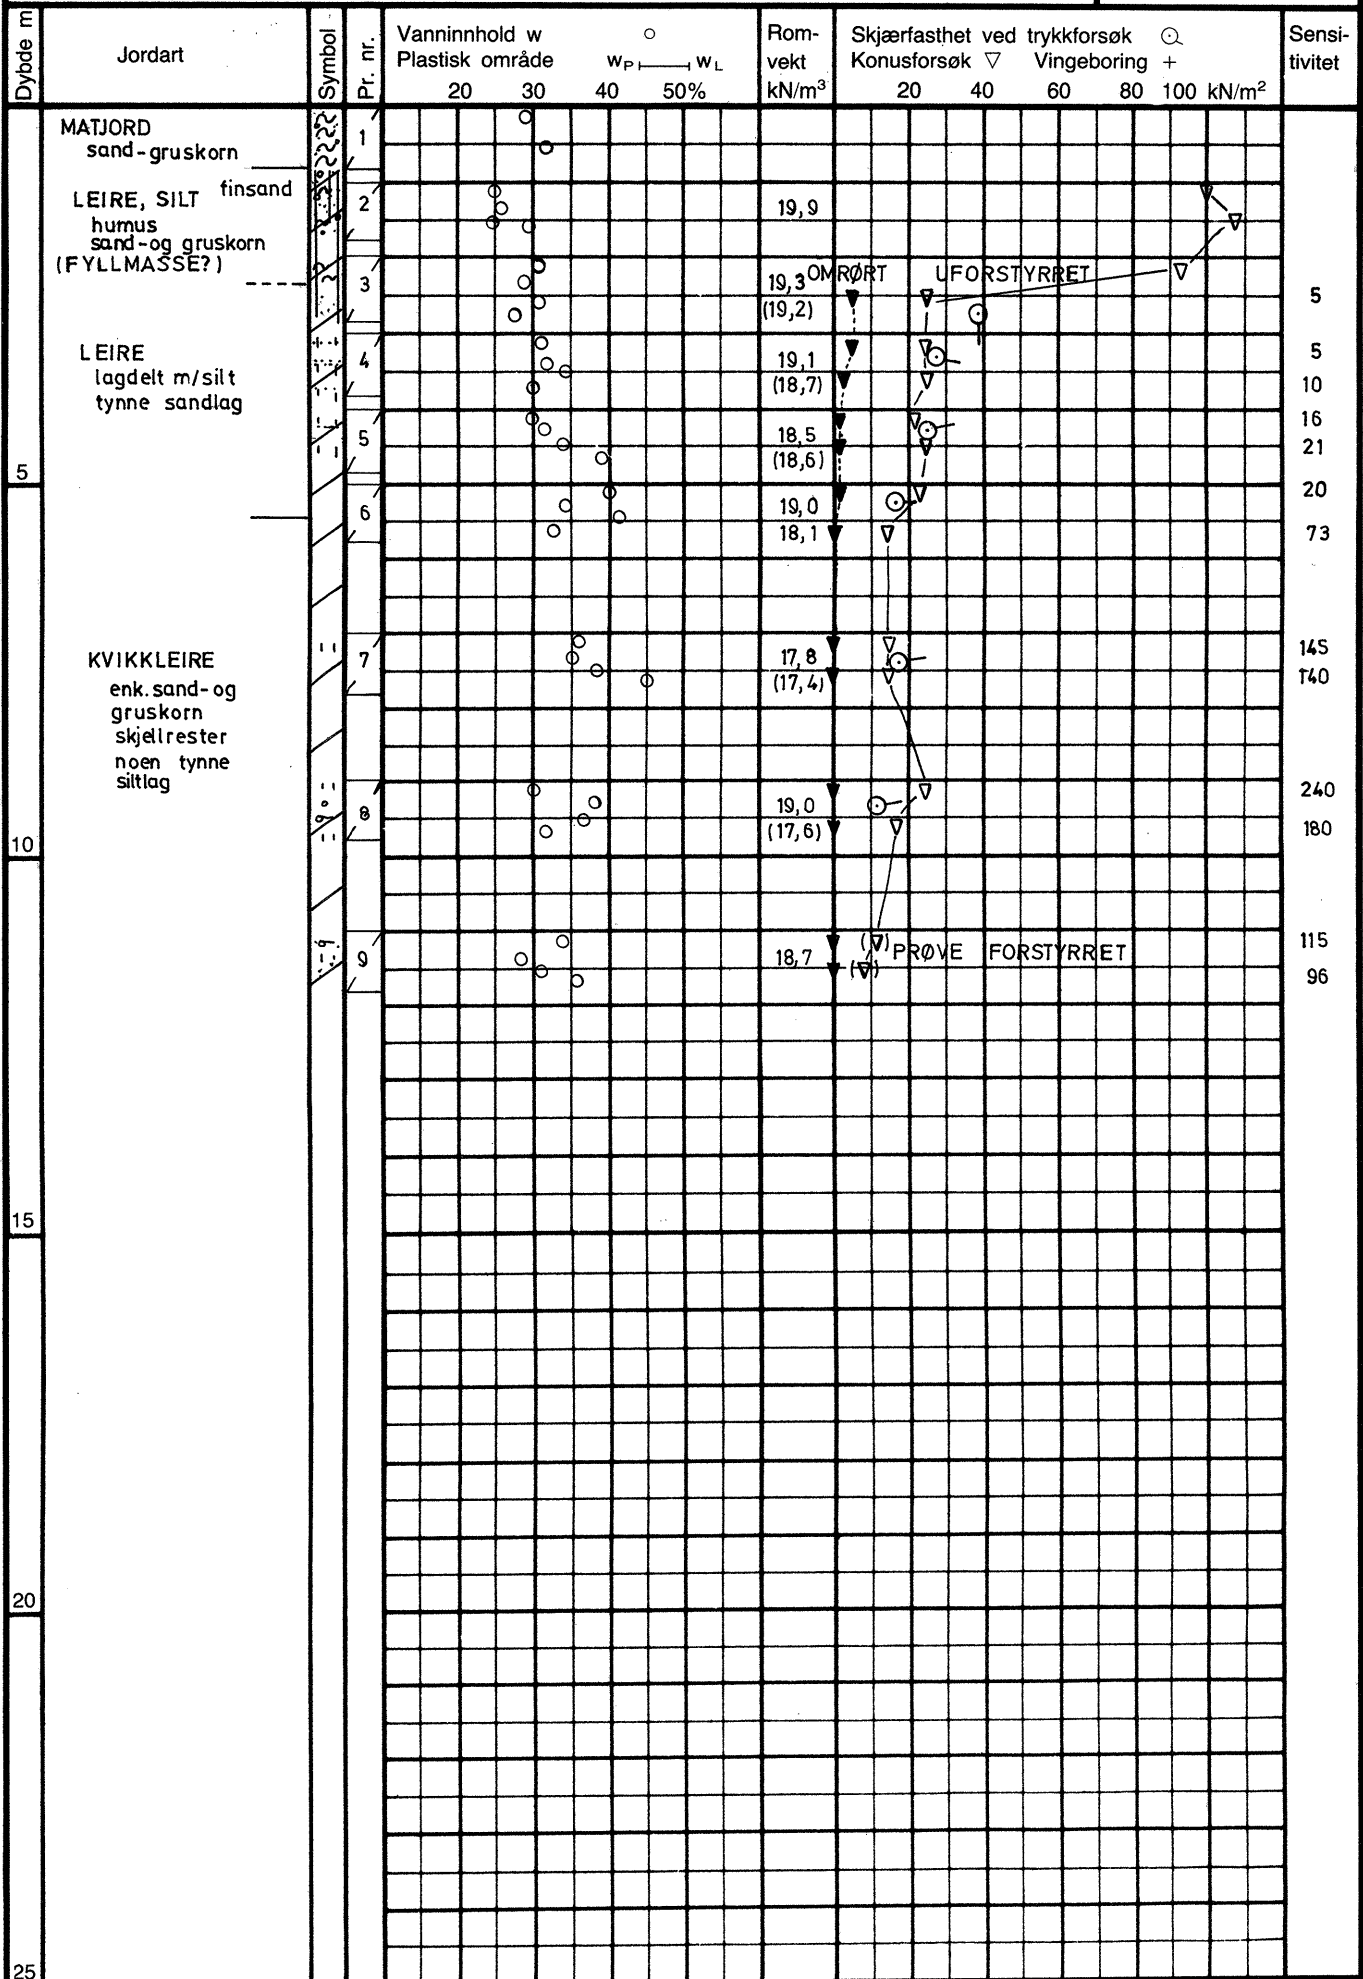 Dybde m
Jordart
Symbol
Pr. nr.
Vanninnhold w
Plastisk område wP wL
20 30 40 50%
Rom-
vekt
kN/m³
Skjærfasthet ved trykkforsøk
Konusforsøk ▽ Vingeboring +
20 40 60 80 100 kN/m²
Sensi-
tivitet
MATJORD
sand-gruskorn
1
finsand
LEIRE, SILT
humus
sand-og gruskorn
(FYLLMASSE?)
2
19,9
3
19,3
(19,2)
OMRØRT UFORSTYRRET
5
LEIRE
lagdelt m/silt
tynne sandlag
4
19,1
(18,7)
5
10
5
18,5
(18,6)
16
21
5
6
19,0
18,1
20
73
KVIKKLEIRE
enk. sand-og
gruskorn
skjellrester
noen tynne
siltlag
7
17,8
(17,4)
145
140
8
19,0
(17,6)
240
180
10
9
18,7
PRØVE FORSTYRRET
115
96
15
20
25